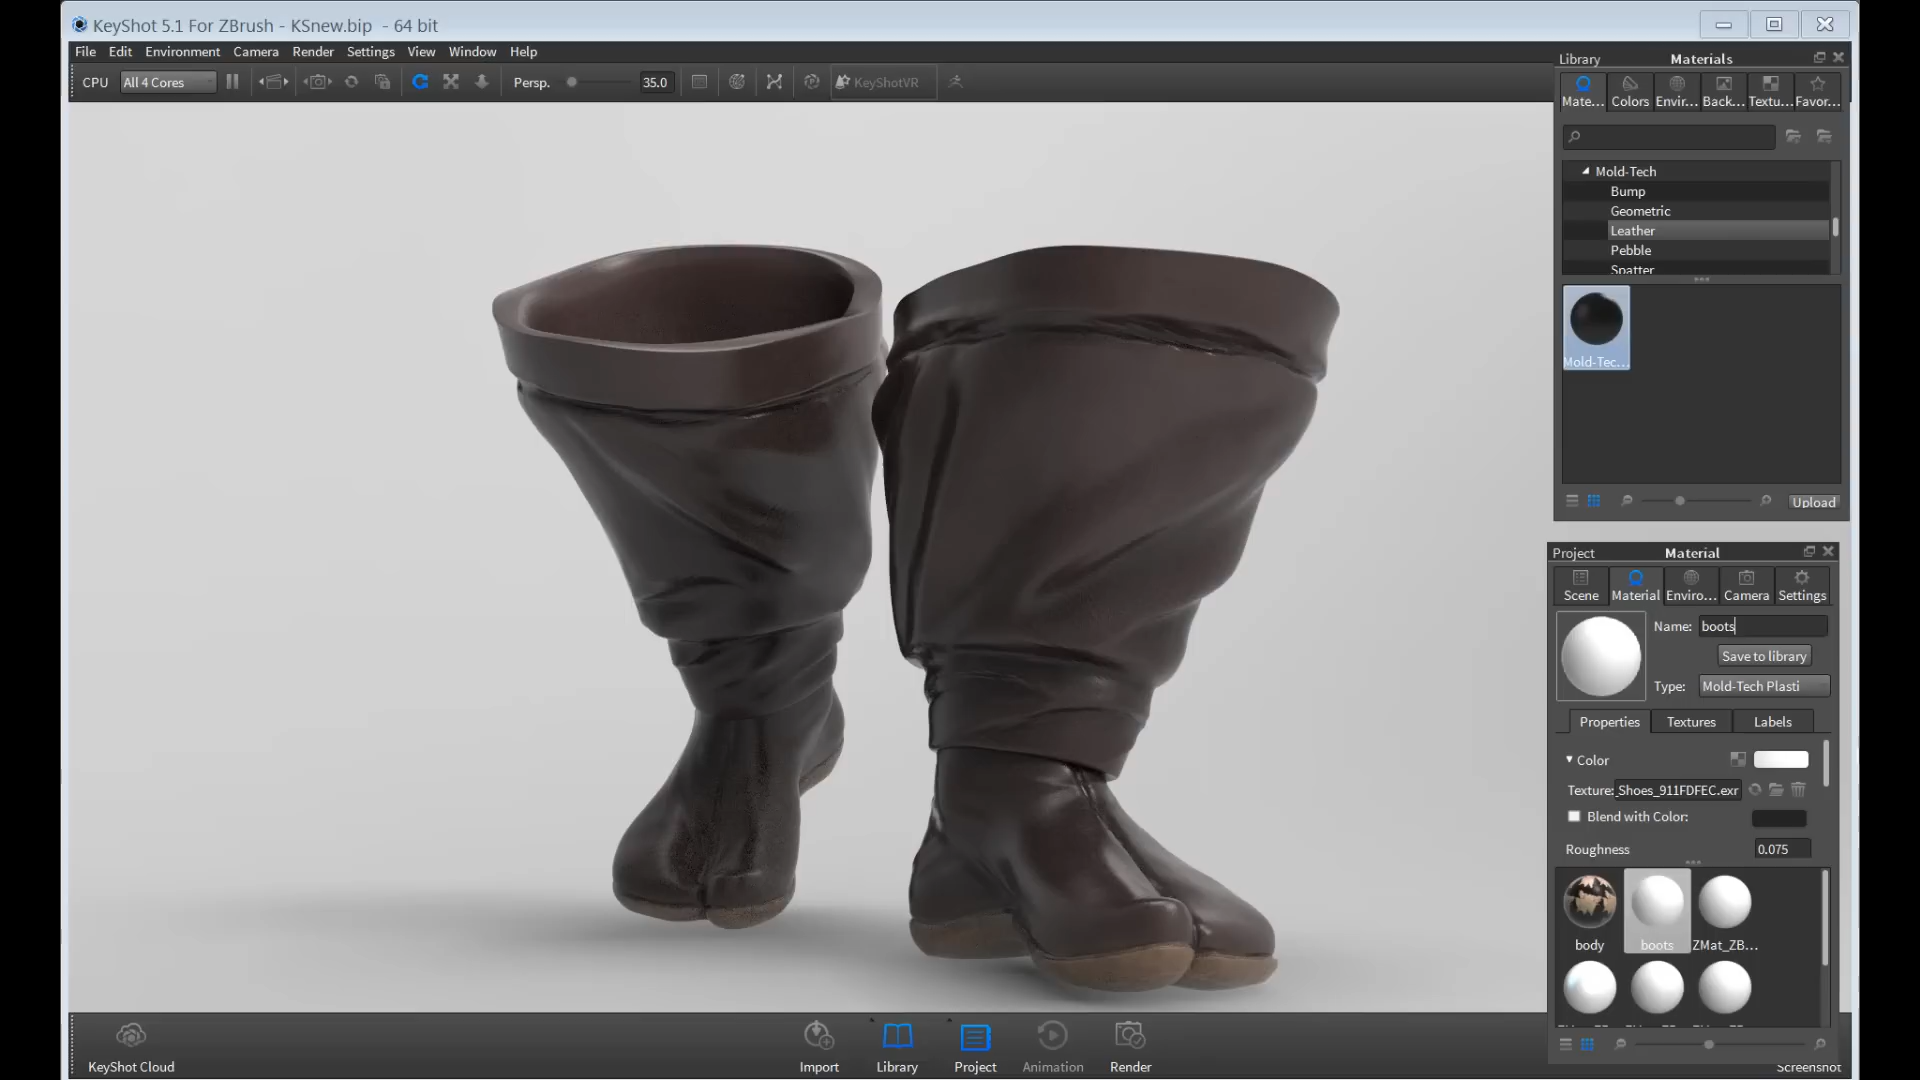 KeyShot 5.1 For ZBrush - KSnew.bip - 64 bit
File Edit Environment Camera Render Settings View Window Help
CPU All 4 Cores Persp. 35.0 KeyShotVR
Library Materials
Mate... Colors Envir... Back... Textu... Favor...
Mold-Tech
Bump
Geometric
Leather
Pebble
Spatter
Mold-Tec...
Upload
Project Material
Scene Material Enviro... Camera Settings
Name: boots
Save to library
Type: Mold-Tech Plasti
Properties Textures Labels
Color
Texture: _Shoes_911FDFEC.exr
Blend with Color:
Roughness 0.075
body boots ZMat_ZB...
KeyShot Cloud Import Library Project Animation Render Screenshot